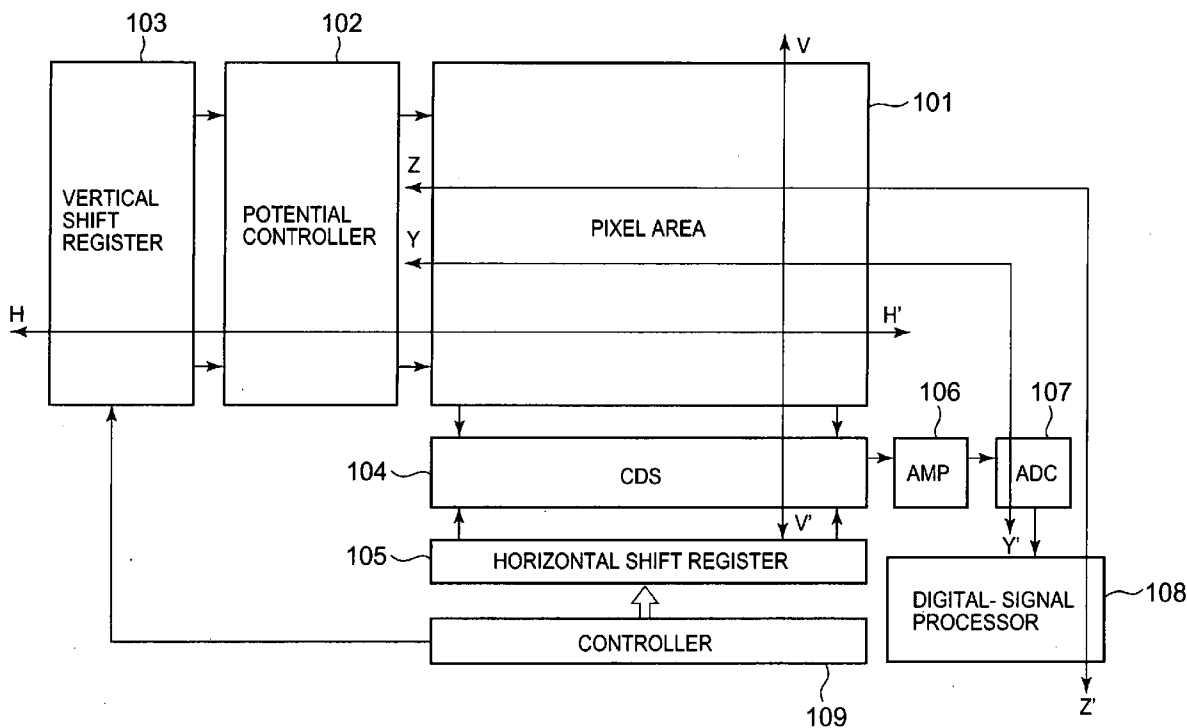 103
102
V
101
Z
VERTICAL
SHIFT
REGISTER
POTENTIAL
CONTROLLER
PIXEL AREA
Y
H
H'
106
107
104
CDS
AMP
ADC
V'
Y'
105
HORIZONTAL SHIFT REGISTER
DIGITAL- SIGNAL
PROCESSOR
108
CONTROLLER
109
Z'